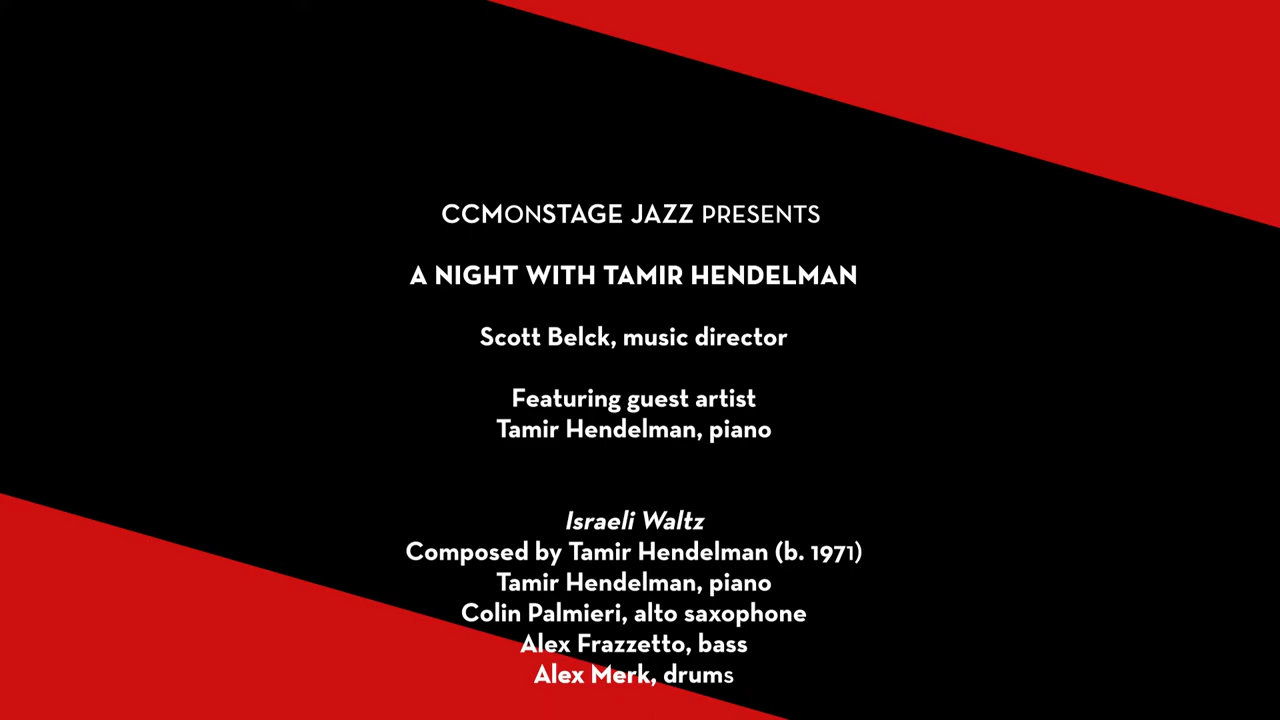 CCMONSTAGE JAZZ PRESENTS
A NIGHT WITH TAMIR HENDELMAN
Scott Belck, music director
Featuring guest artist
Tamir Hendelman, piano
Israeli Waltz
Composed by Tamir Hendelman (b. 1971)
Tamir Hendelman, piano
Colin Palmieri, alto saxophone
Alex Frazzetto, bass
Alex Merk, drums